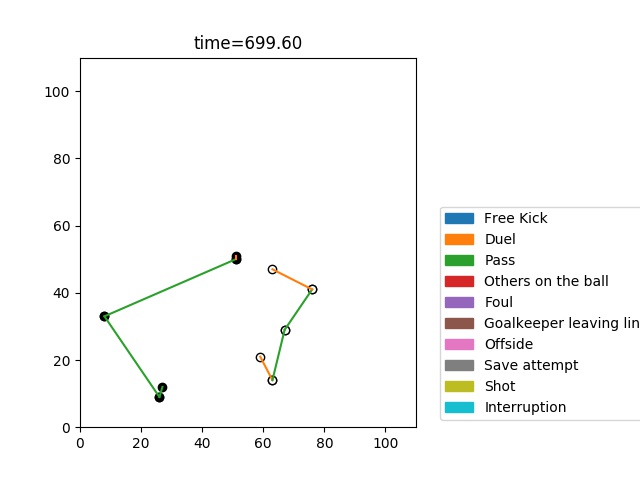 time=699.60
100
80
60
40
20
0
0 20 40 60 80 100
Free Kick
Duel
Pass
Others on the ball
Foul
Goalkeeper leaving lin
Offside
Save attempt
Shot
Interruption